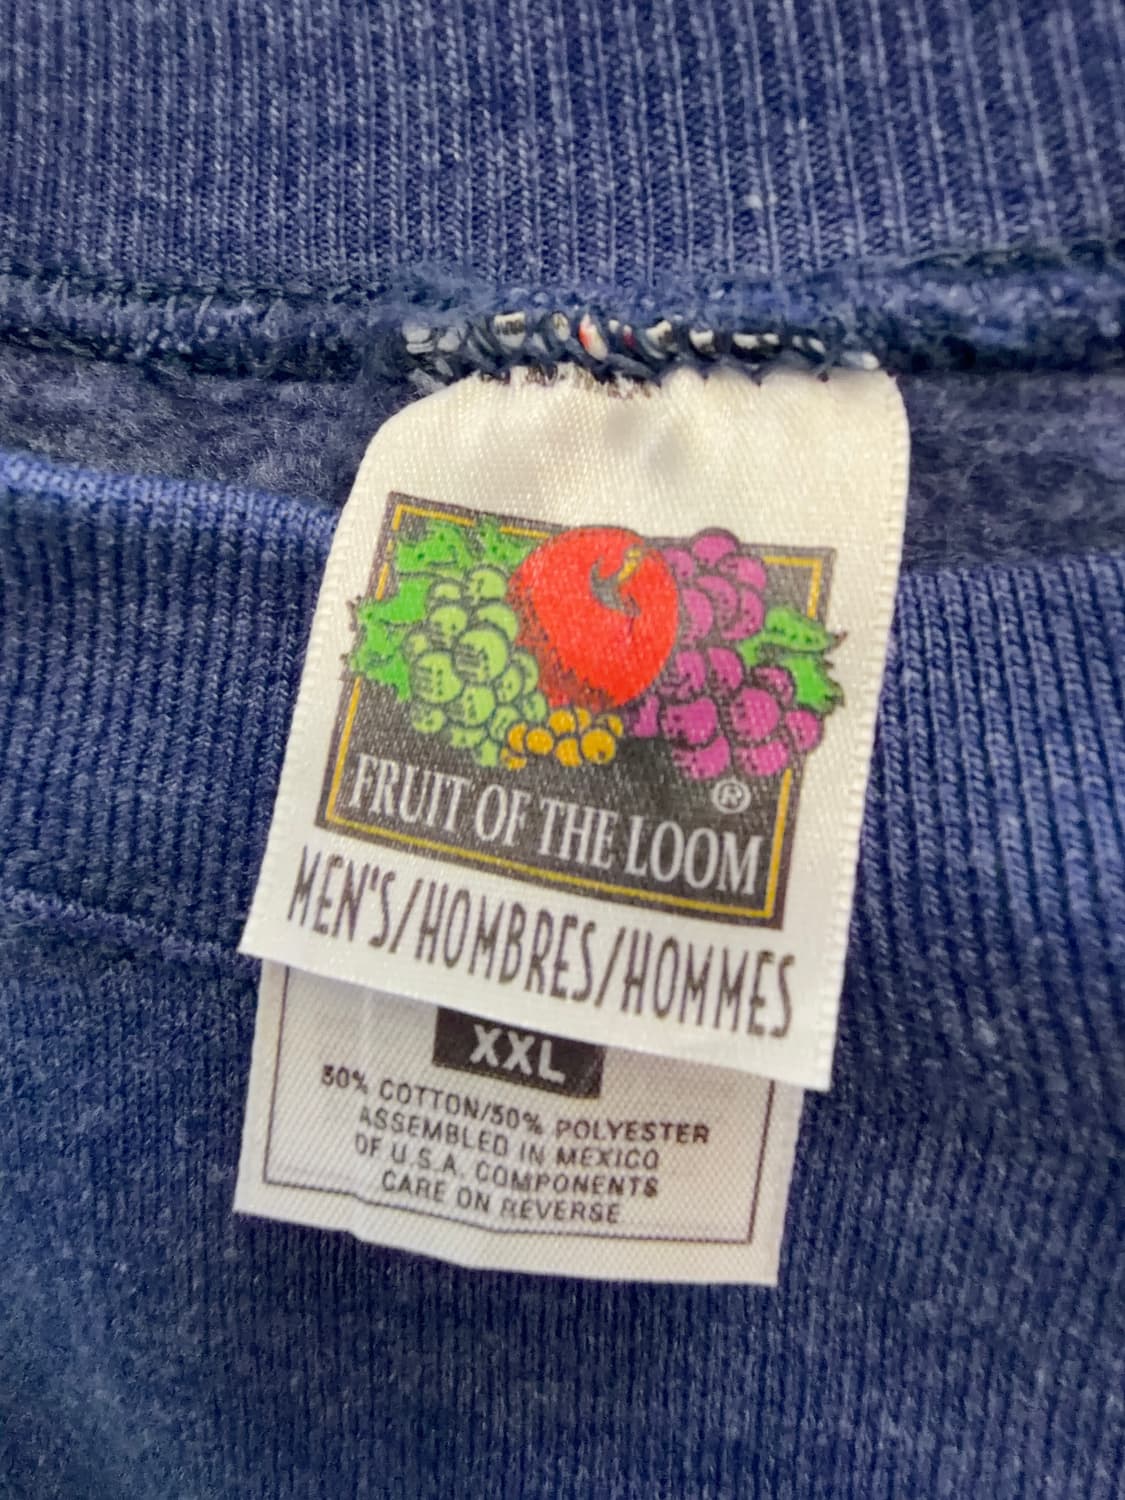 FRUIT OF THE LOOM ®
MEN'S/HOMBRES/HOMMES
XXL
50% COTTON/50% POLYESTER
ASSEMBLED IN MEXICO
OF U.S.A. COMPONENTS
CARE ON REVERSE